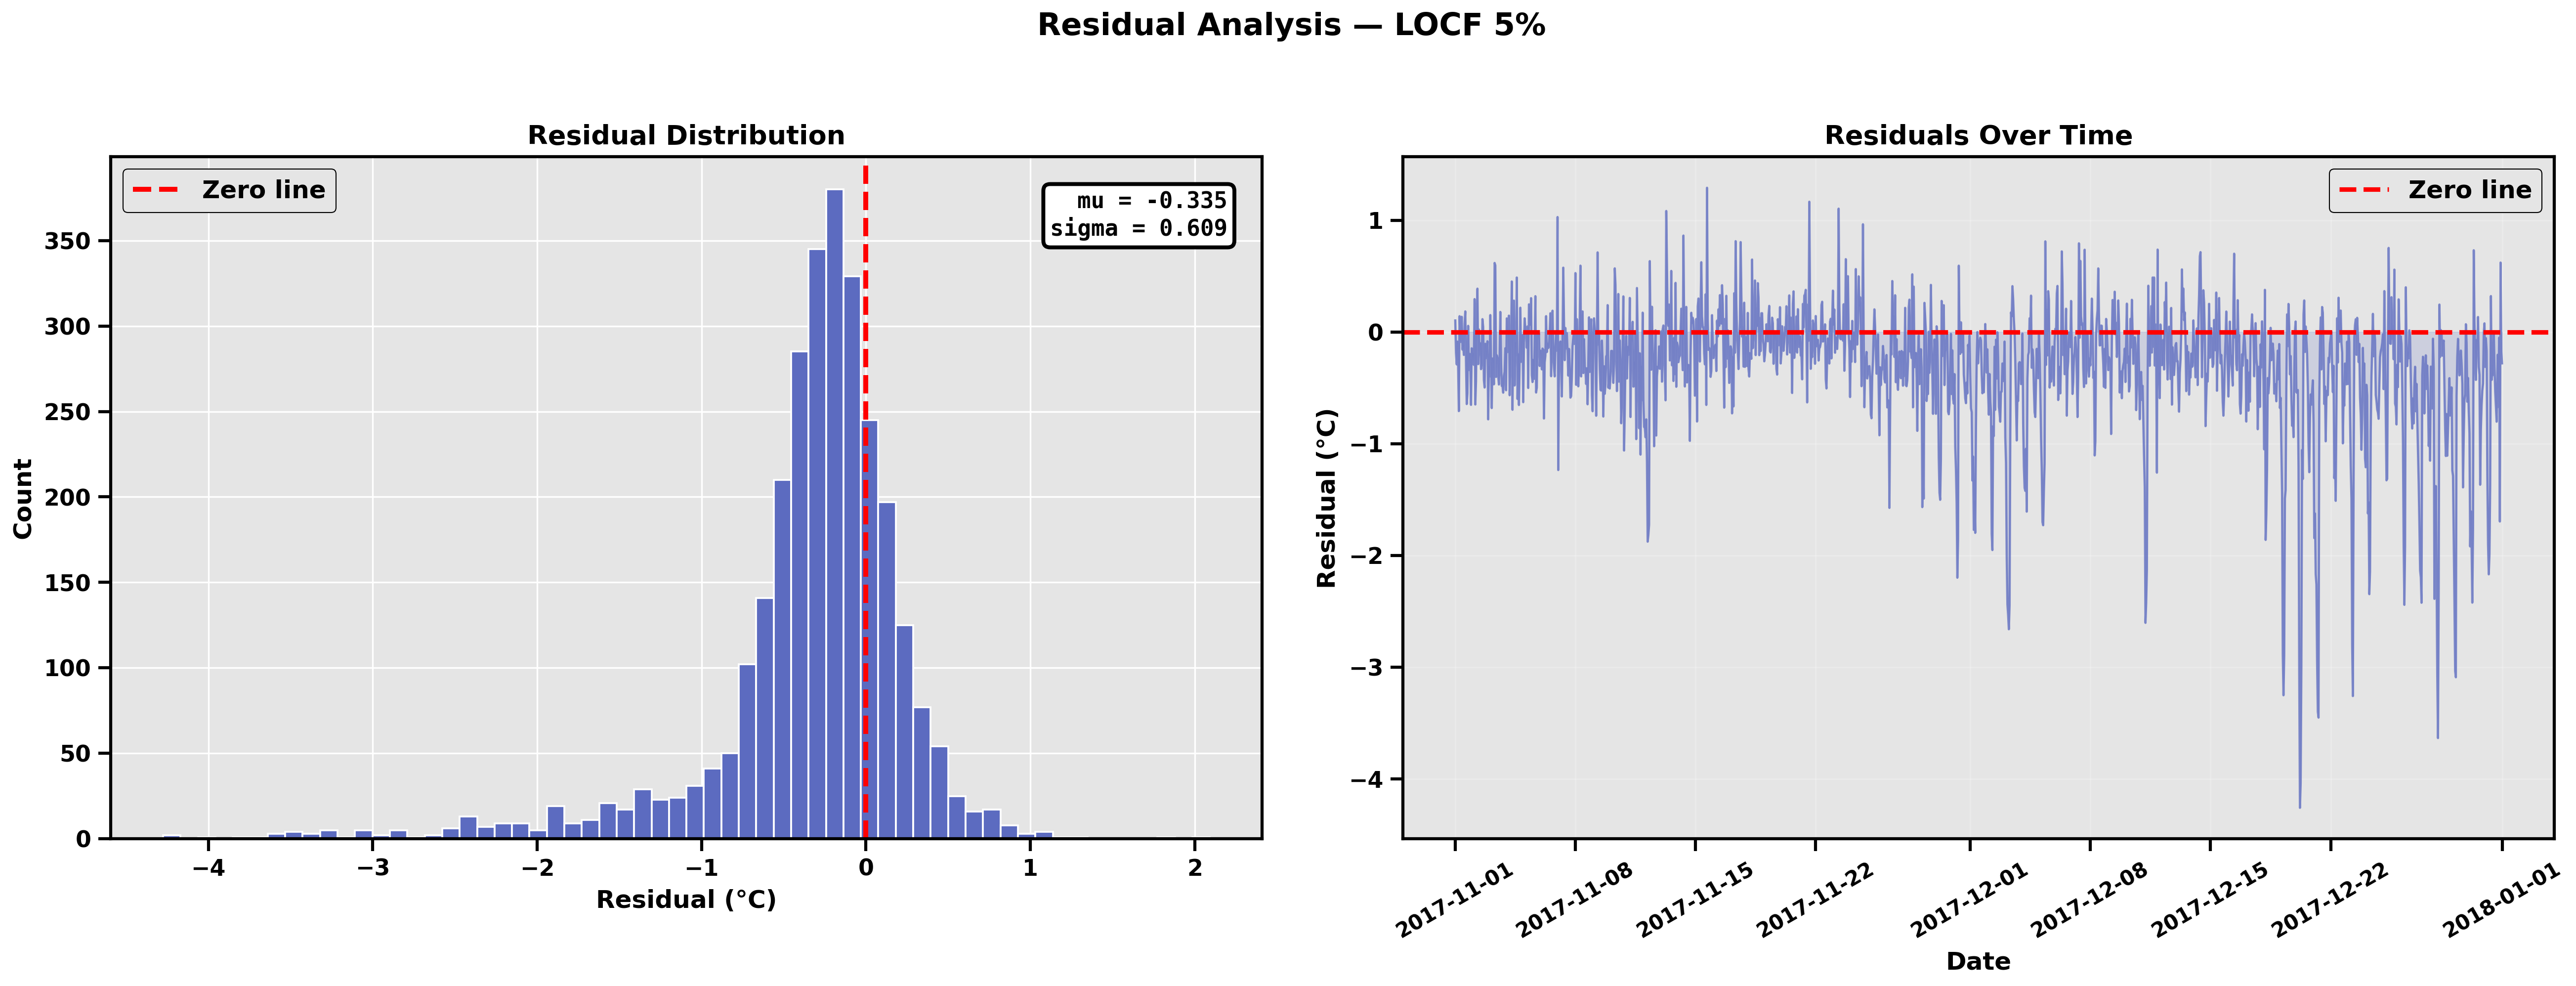 Residual Analysis — LOCF 5%
Residual Distribution
Zero line
mu = -0.335
sigma = 0.609
Count
350
300
250
200
150
100
50
0
−4
−3
−2
−1
0
1
2
Residual (°C)
Residuals Over Time
Zero line
Residual (°C)
1
0
−1
−2
−3
−4
2017-11-01
2017-11-08
2017-11-15
2017-11-22
2017-12-01
2017-12-08
2017-12-15
2017-12-22
2018-01-01
Date